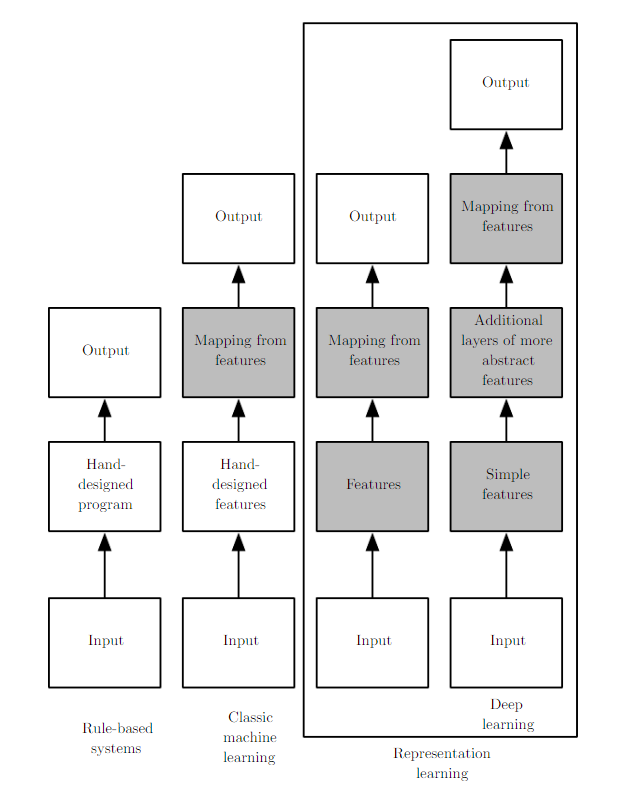 Output
Output
Output
Mapping from
features
Output
Mapping from
features
Mapping from
features
Additional
layers of more
abstract
features
Hand-
designed
program
Hand-
designed
features
Features
Simple
features
Input
Input
Input
Input
Rule-based
systems
Classic
machine
learning
Representation
learning
Deep
learning